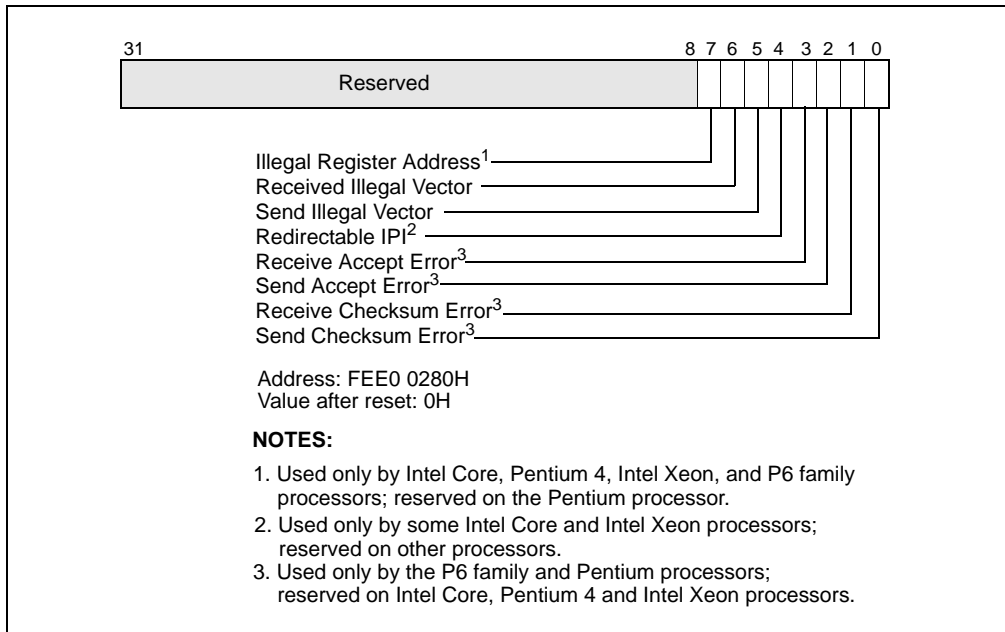 31 8 7 6 5 4 3 2 1 0
Reserved
Illegal Register Address1
Received Illegal Vector
Send Illegal Vector
Redirectable IPI2
Receive Accept Error3
Send Accept Error3
Receive Checksum Error3
Send Checksum Error3
Address: FEE0 0280H
Value after reset: 0H
NOTES:
1. Used only by Intel Core, Pentium 4, Intel Xeon, and P6 family
processors; reserved on the Pentium processor.
2. Used only by some Intel Core and Intel Xeon processors;
reserved on other processors.
3. Used only by the P6 family and Pentium processors;
reserved on Intel Core, Pentium 4 and Intel Xeon processors.